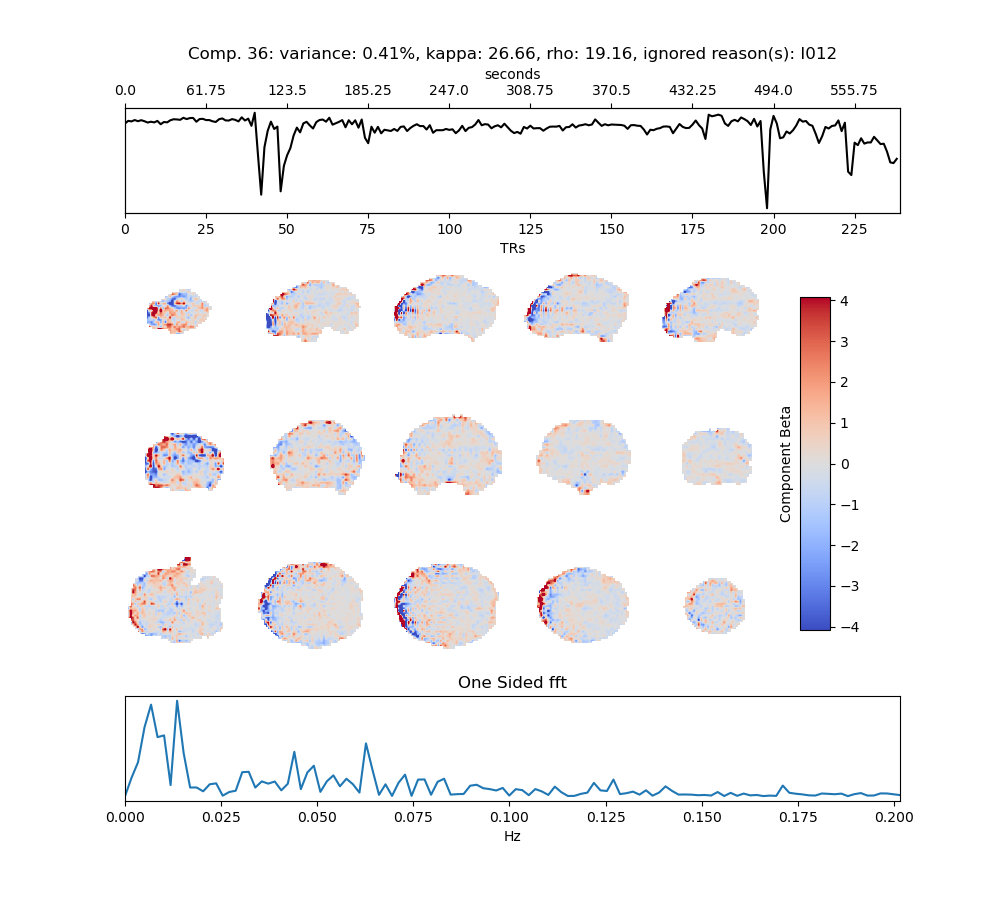 Comp. 36: variance: 0.41%, kappa: 26.66, rho: 19.16, ignored reason(s): I012
seconds
0.0 61.75 123.5 185.25 247.0 308.75 370.5 432.25 494.0 555.75
0 25 50 75 100 125 150 175 200 225
TRs
4
3
2
1
0
−1
−2
−3
−4
Component Beta
One Sided fft
0.000 0.025 0.050 0.075 0.100 0.125 0.150 0.175 0.200
Hz